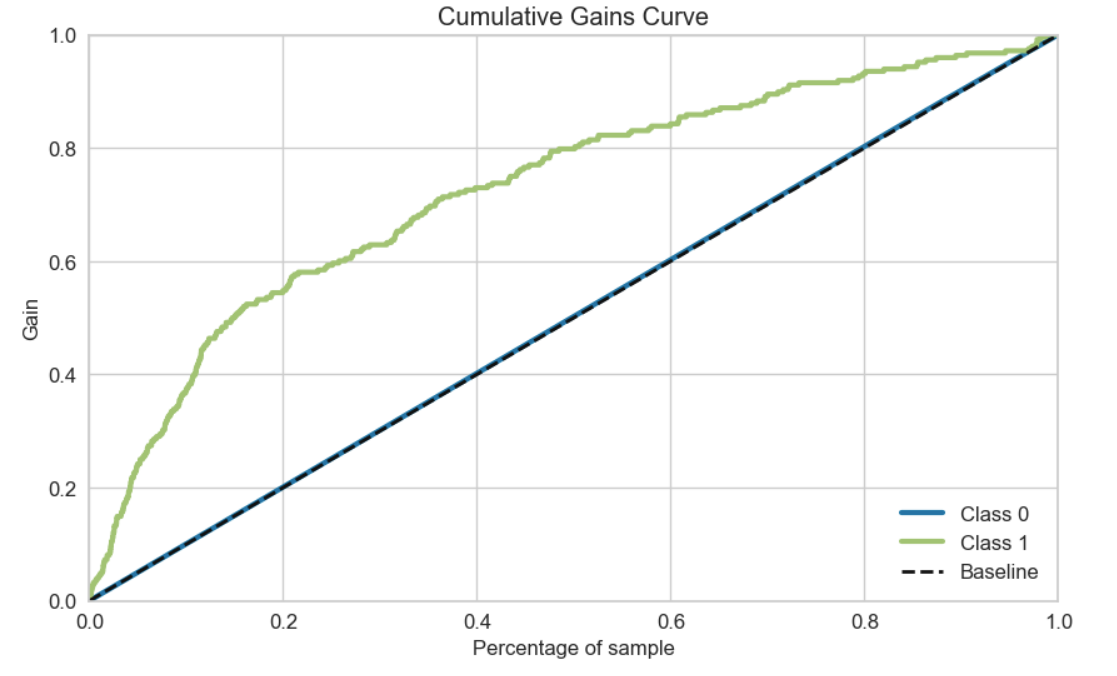 Cumulative Gains Curve
1.0
0.8
0.6
0.4
0.2
0.0
Gain
0.0 0.2 0.4 0.6 0.8 1.0
Percentage of sample
Class 0
Class 1
Baseline